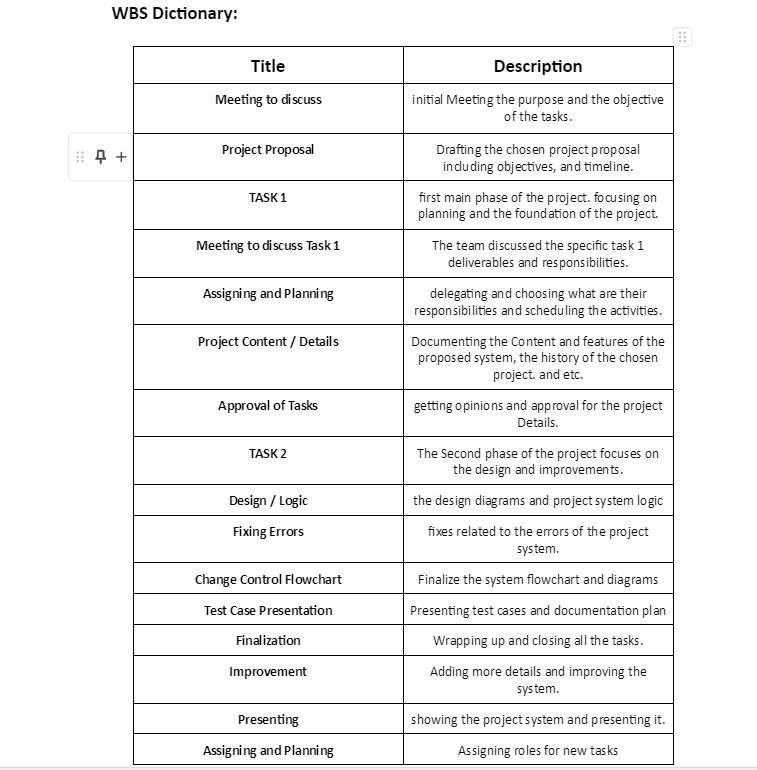 WBS Dictionary:
Title
Description
Meeting to discuss
initial Meeting the purpose and the objective
of the tasks.
Project Proposal
Drafting the chosen project proposal
including objectives, and timeline.
TASK 1
first main phase of the project. focusing on
planning and the foundation of the project.
Meeting to discuss Task 1
The team discussed the specific task 1
deliverables and responsibilities.
Assigning and Planning
delegating and choosing what are their
responsibilities and scheduling the activities.
Project Content / Details
Documenting the Content and features of the
proposed system, the history of the chosen
project. and etc.
Approval of Tasks
getting opinions and approval for the project
Details.
TASK 2
The Second phase of the project focuses on
the design and improvements.
Design / Logic
the design diagrams and project system logic
Fixing Errors
fixes related to the errors of the project
system.
Change Control Flowchart
Finalize the system flowchart and diagrams
Test Case Presentation
Presenting test cases and documentation plan
Finalization
Wrapping up and closing all the tasks.
Improvement
Adding more details and improving the
system.
Presenting
showing the project system and presenting it.
Assigning and Planning
Assigning roles for new tasks